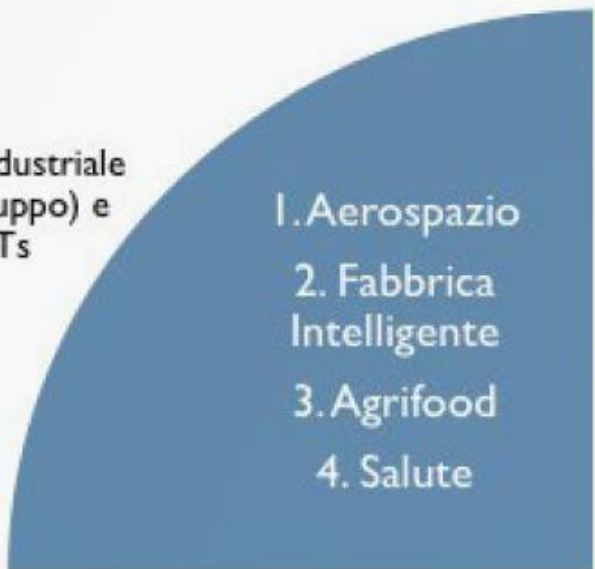 dustriale
uppo) e
Ts
1. Aerospazio
2. Fabbrica
Intelligente
3. Agrifood
4. Salute